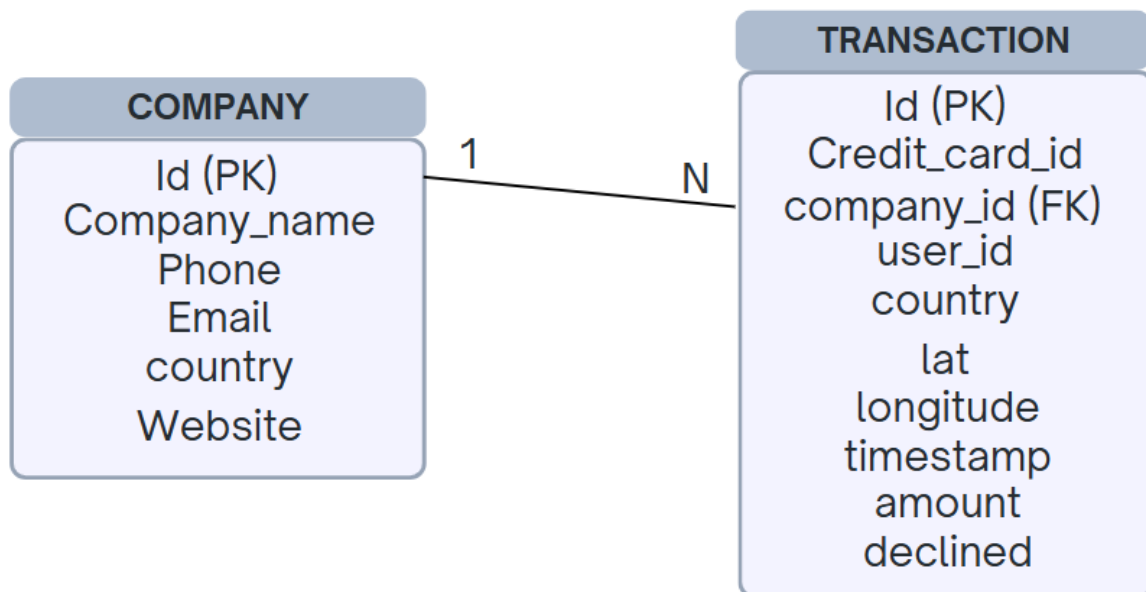 COMPANY
Id (PK)
Company_name
Phone
Email
country
Website
1
N
TRANSACTION
Id (PK)
Credit_card_id
company_id (FK)
user_id
country
lat
longitude
timestamp
amount
declined